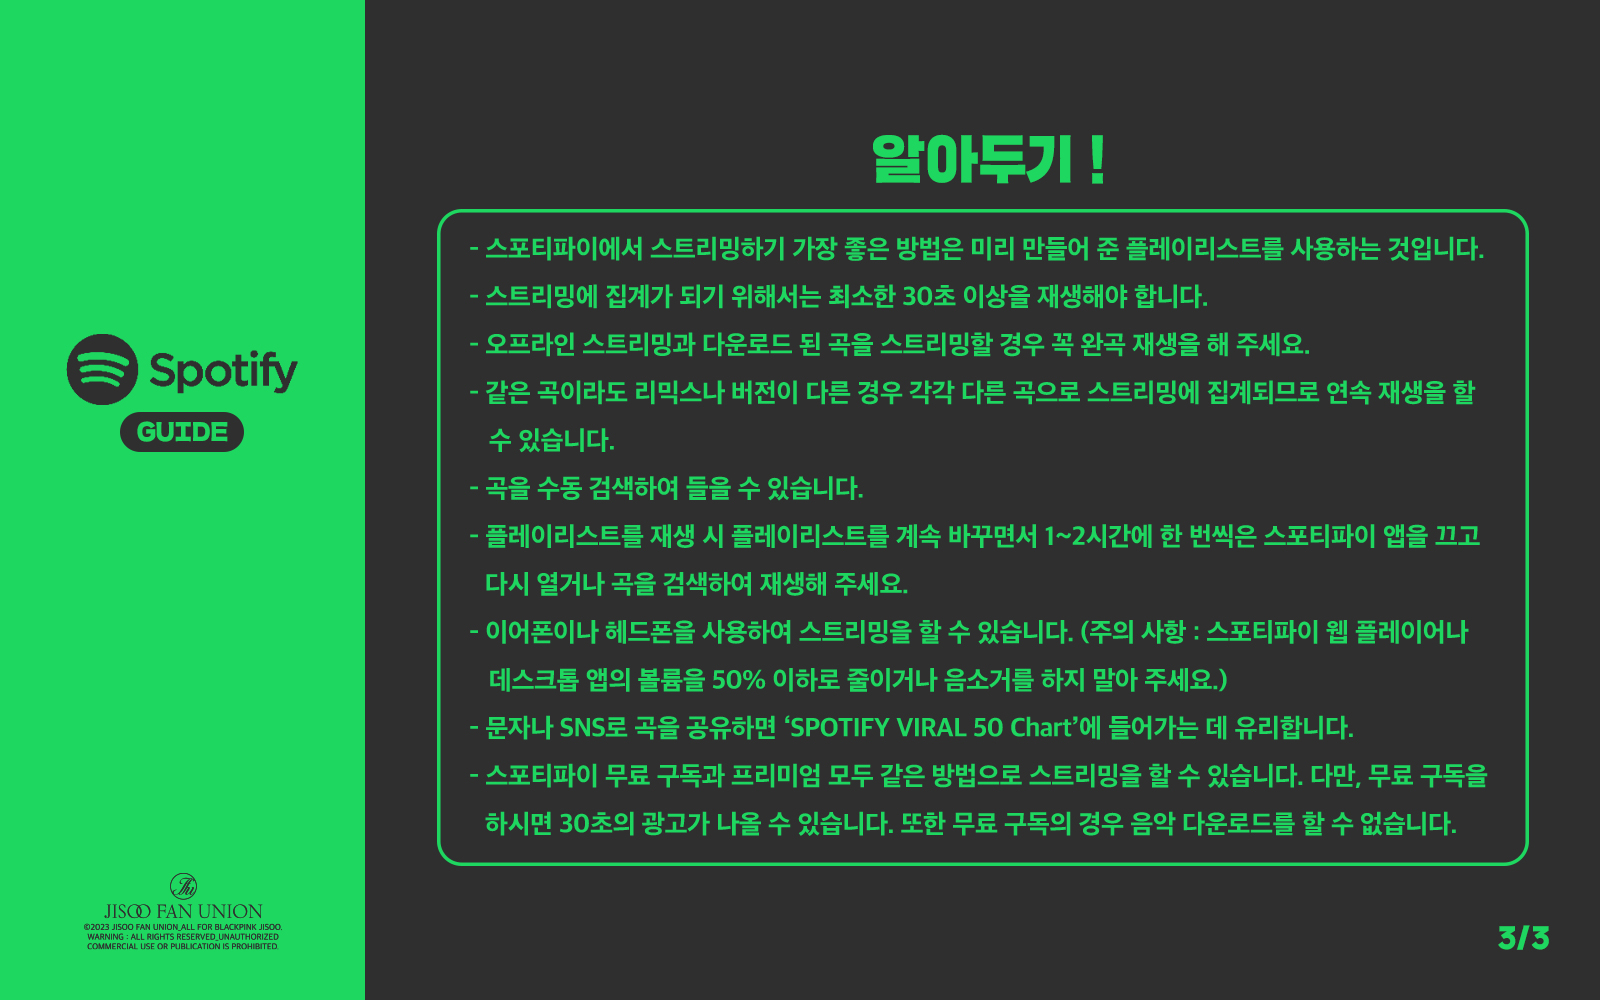 Spotify
GUIDE
JISOO FAN UNION
©2023 JISOO FAN UNION_ALL FOR BLACKPINK JISOO.
WARNING : ALL RIGHTS RESERVED_UNAUTHORIZED
COMMERCIAL USE OR PUBLICATION IS PROHIBITED.
알아두기 !
- 스포티파이에서 스트리밍하기 가장 좋은 방법은 미리 만들어 준 플레이리스트를 사용하는 것입니다.
- 스트리밍에 집계가 되기 위해서는 최소한 30초 이상을 재생해야 합니다.
- 오프라인 스트리밍과 다운로드 된 곡을 스트리밍할 경우 꼭 완곡 재생을 해 주세요.
- 같은 곡이라도 리믹스나 버전이 다른 경우 각각 다른 곡으로 스트리밍에 집계되므로 연속 재생을 할
수 있습니다.
- 곡을 수동 검색하여 들을 수 있습니다.
- 플레이리스트를 재생 시 플레이리스트를 계속 바꾸면서 1~2시간에 한 번씩은 스포티파이 앱을 끄고
다시 열거나 곡을 검색하여 재생해 주세요.
- 이어폰이나 헤드폰을 사용하여 스트리밍을 할 수 있습니다. (주의 사항 : 스포티파이 웹 플레이어나
데스크톱 앱의 볼륨을 50% 이하로 줄이거나 음소거를 하지 말아 주세요.)
- 문자나 SNS로 곡을 공유하면 ‘SPOTIFY VIRAL 50 Chart’에 들어가는 데 유리합니다.
- 스포티파이 무료 구독과 프리미엄 모두 같은 방법으로 스트리밍을 할 수 있습니다. 다만, 무료 구독을
하시면 30초의 광고가 나올 수 있습니다. 또한 무료 구독의 경우 음악 다운로드를 할 수 없습니다.
3/3